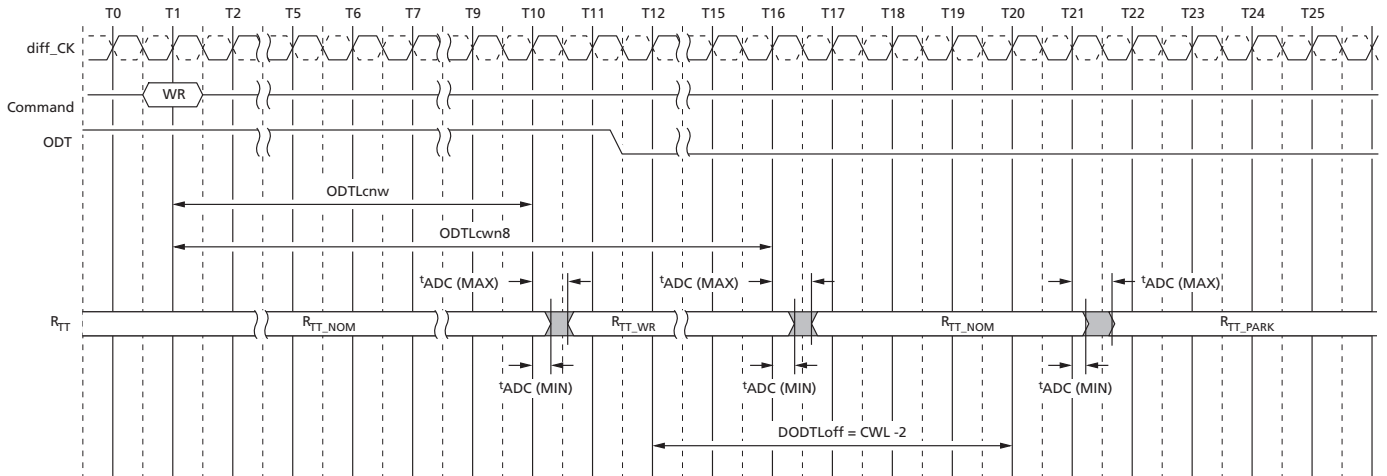 T0 T1 T2 T5 T6 T7 T9 T10 T11 T12 T15 T16 T17 T18 T19 T20 T21 T22 T23 T24 T25
diff_CK
WR
Command
ODT
ODTLcnw
ODTLcwn8
tADC (MAX) tADC (MAX) tADC (MAX)
RTT RTT_NOM RTT_WR RTT_NOM RTT_PARK
tADC (MIN) tADC (MIN) tADC (MIN)
DODTLoff = CWL -2